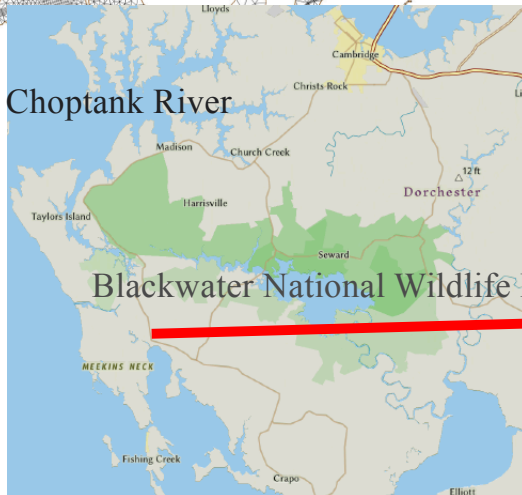 Lloyds
Cambridge
Christs Rock
Choptank River
Madison
Church Creek
12 ft
Dorchester
Harrisville
Taylors Island
Seward
Blackwater National Wildlife
MEEKINS NECK
Fishing Creek
Crapo
Elliott